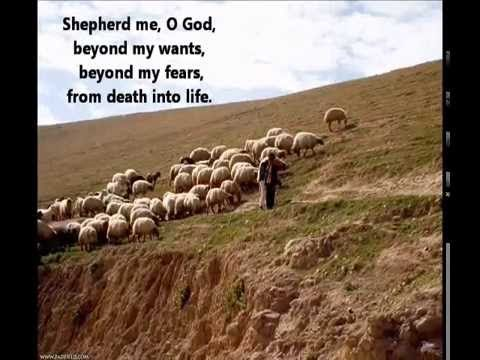 Shepherd me, O God,
beyond my wants,
beyond my fears,
from death into life.